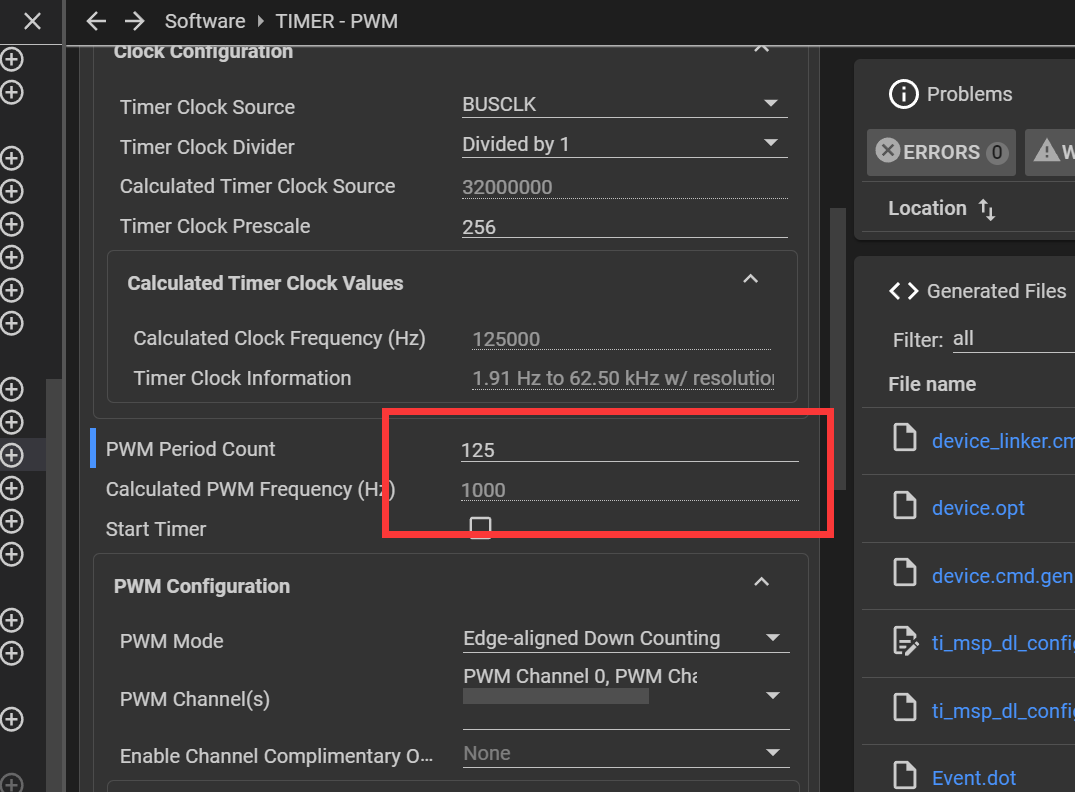 Software TIMER - PWM
Clock Configuration
Timer Clock Source BUSCLK
Timer Clock Divider Divided by 1
Calculated Timer Clock Source 32000000
Timer Clock Prescale 256
Calculated Timer Clock Values
Calculated Clock Frequency (Hz) 125000
Timer Clock Information 1.91 Hz to 62.50 kHz w/ resolution
PWM Period Count 125
Calculated PWM Frequency (Hz) 1000
Start Timer
PWM Configuration
PWM Mode Edge-aligned Down Counting
PWM Channel(s) PWM Channel 0, PWM Cha
Enable Channel Complimentary O... None
Problems
ERRORS 0 W
Location
Generated Files
Filter: all
File name
device_linker.cm
device.opt
device.cmd.gen
ti_msp_dl_config
ti_msp_dl_config
Event.dot